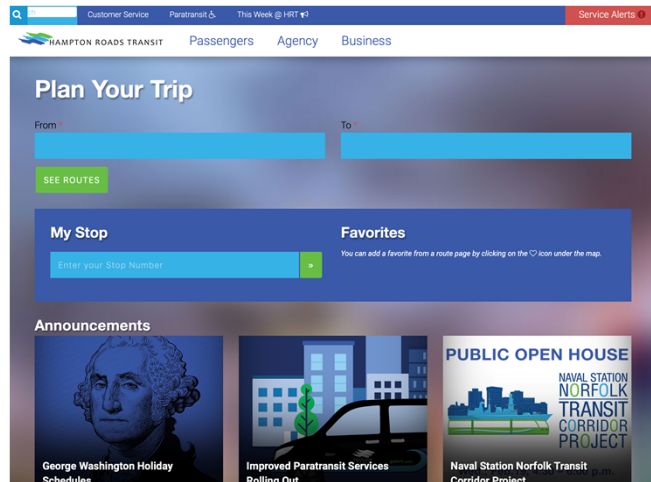 Customer Service Paratransit This Week @ HRT Service Alerts
HAMPTON ROADS TRANSIT Passengers Agency Business
Plan Your Trip
From * To *
SEE ROUTES
My Stop Favorites
Enter your Stop Number »
You can add a favorite from a route page by clicking on the ♡ icon under the map.
Announcements
PUBLIC OPEN HOUSE
NAVAL STATION
NORFOLK
TRANSIT
CORRIDOR
PROJECT
George Washington Holiday
Schedules
Improved Paratransit Services
Rolling Out
Naval Station Norfolk Transit
Corridor Project